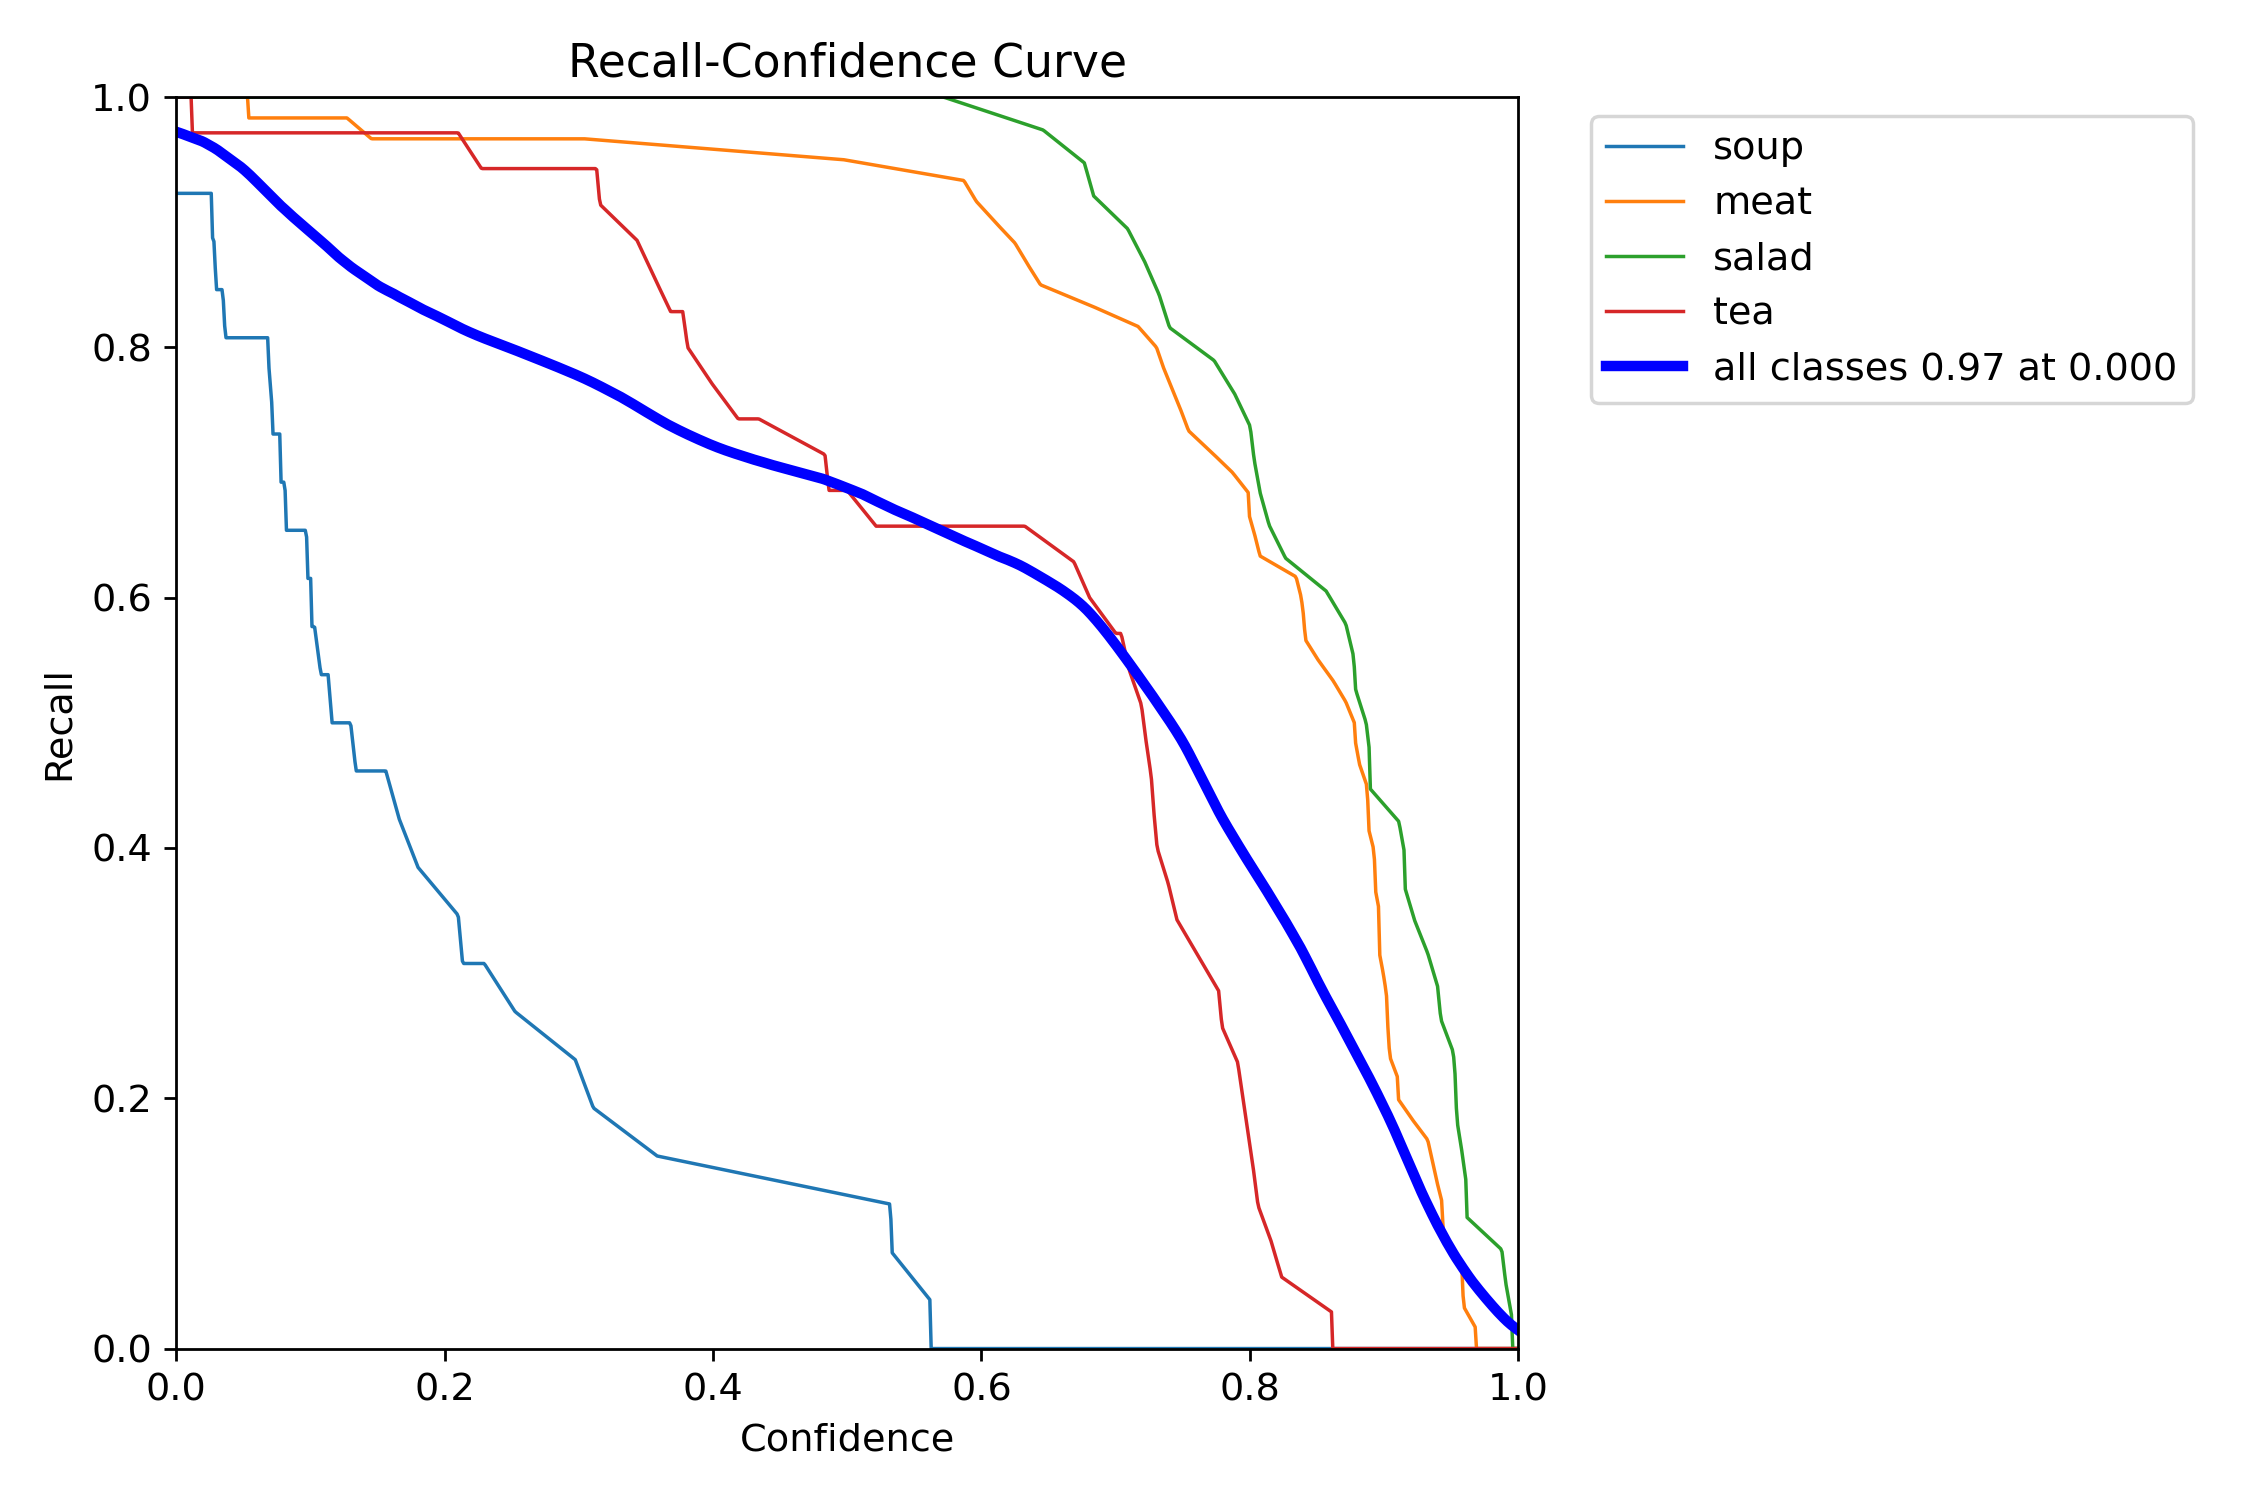 Recall-Confidence Curve
1.0
0.8
0.6
0.4
0.2
0.0
Recall
0.0 0.2 0.4 0.6 0.8 1.0
Confidence
soup
meat
salad
tea
all classes 0.97 at 0.000